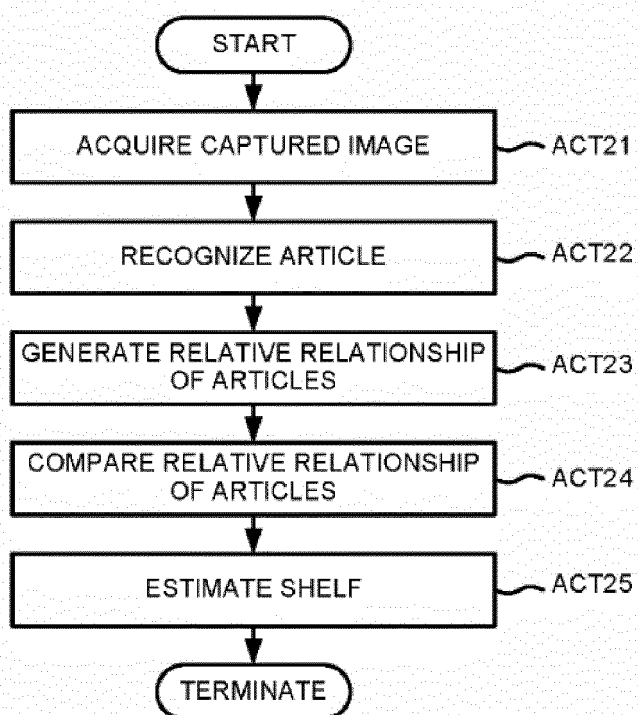 START
ACQUIRE CAPTURED IMAGE
ACT21
RECOGNIZE ARTICLE
ACT22
GENERATE RELATIVE RELATIONSHIP
OF ARTICLES
ACT23
COMPARE RELATIVE RELATIONSHIP
OF ARTICLES
ACT24
ESTIMATE SHELF
ACT25
TERMINATE